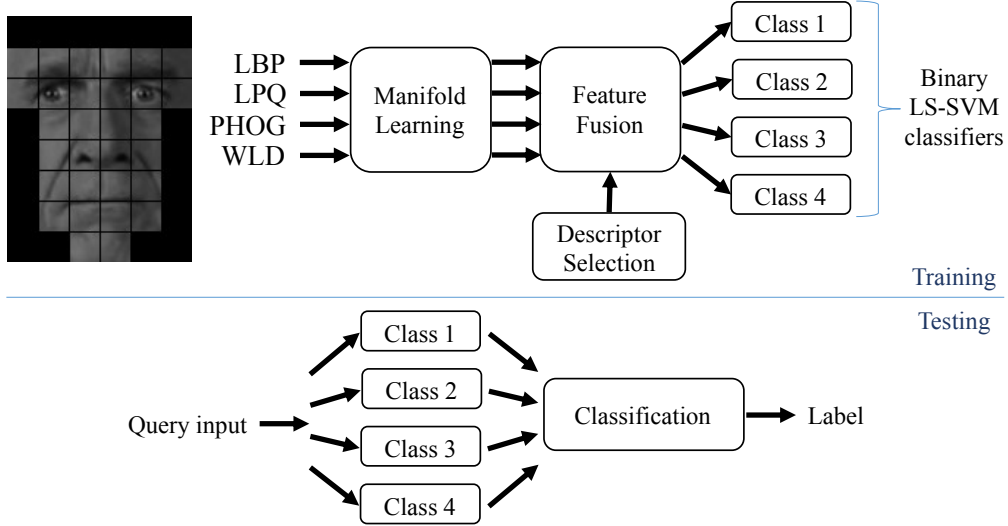 LBP
LPQ
PHOG
WLD
Manifold
Learning
Feature
Fusion
Descriptor
Selection
Class 1
Class 2
Class 3
Class 4
Binary
LS-SVM
classifiers
Training
Testing
Query input
Class 1
Class 2
Class 3
Class 4
Classification
Label